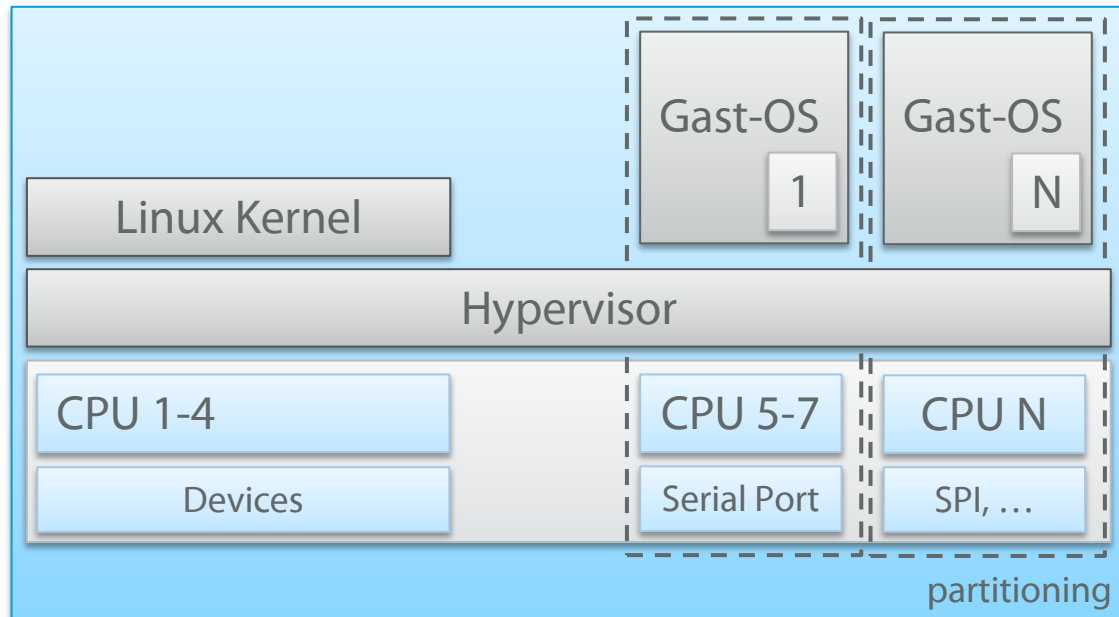 Gast-OS
1
Gast-OS
N
Linux Kernel
Hypervisor
CPU 1-4
CPU 5-7
CPU N
Devices
Serial Port
SPI, …
partitioning